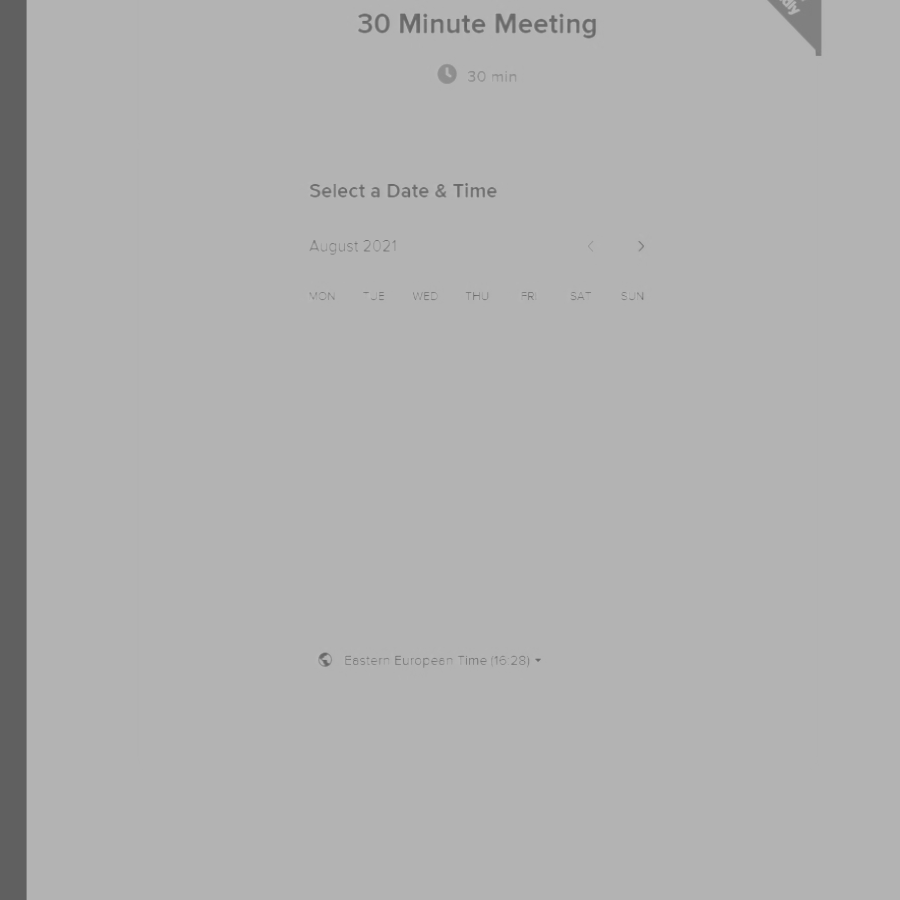 30 Minute Meeting
30 min
Select a Date & Time
August 2021
MON TUE WED THU FRI SAT SUN
Eastern European Time (16:28)